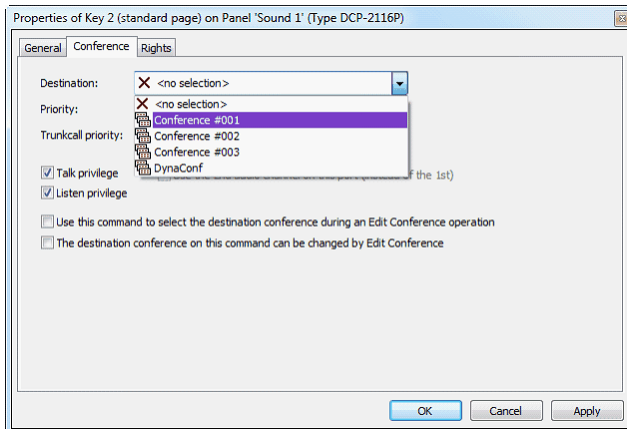 Properties of Key 2 (standard page) on Panel 'Sound 1' (Type DCP-2116P)
General Conference Rights
Destination: <no selection>
Priority: <no selection>
Conference #001
Trunkcall priority: Conference #002
Conference #003
DynaConf
Talk privilege f the 1st)
Listen privilege
Use this command to select the destination conference during an Edit Conference operation
The destination conference on this command can be changed by Edit Conference
OK Cancel Apply